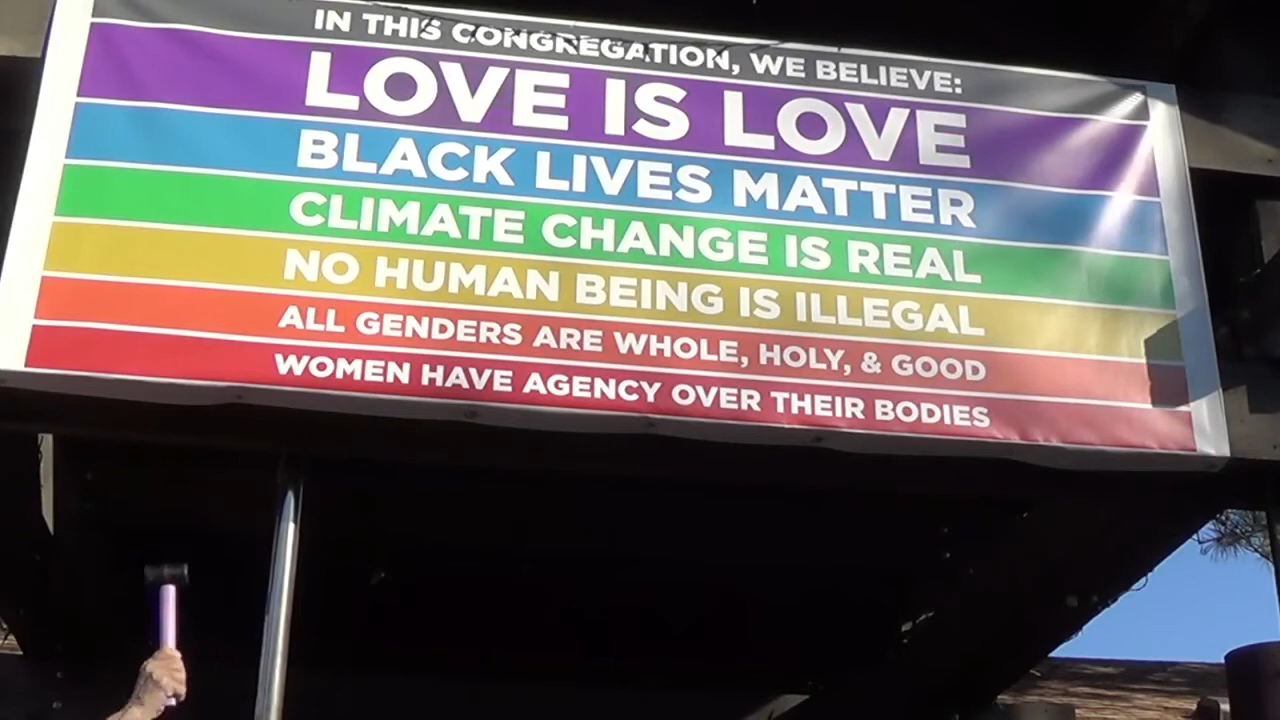 IN THIS CONGREGATION, WE BELIEVE:
LOVE IS LOVE
BLACK LIVES MATTER
CLIMATE CHANGE IS REAL
NO HUMAN BEING IS ILLEGAL
ALL GENDERS ARE WHOLE, HOLY, & GOOD
WOMEN HAVE AGENCY OVER THEIR BODIES